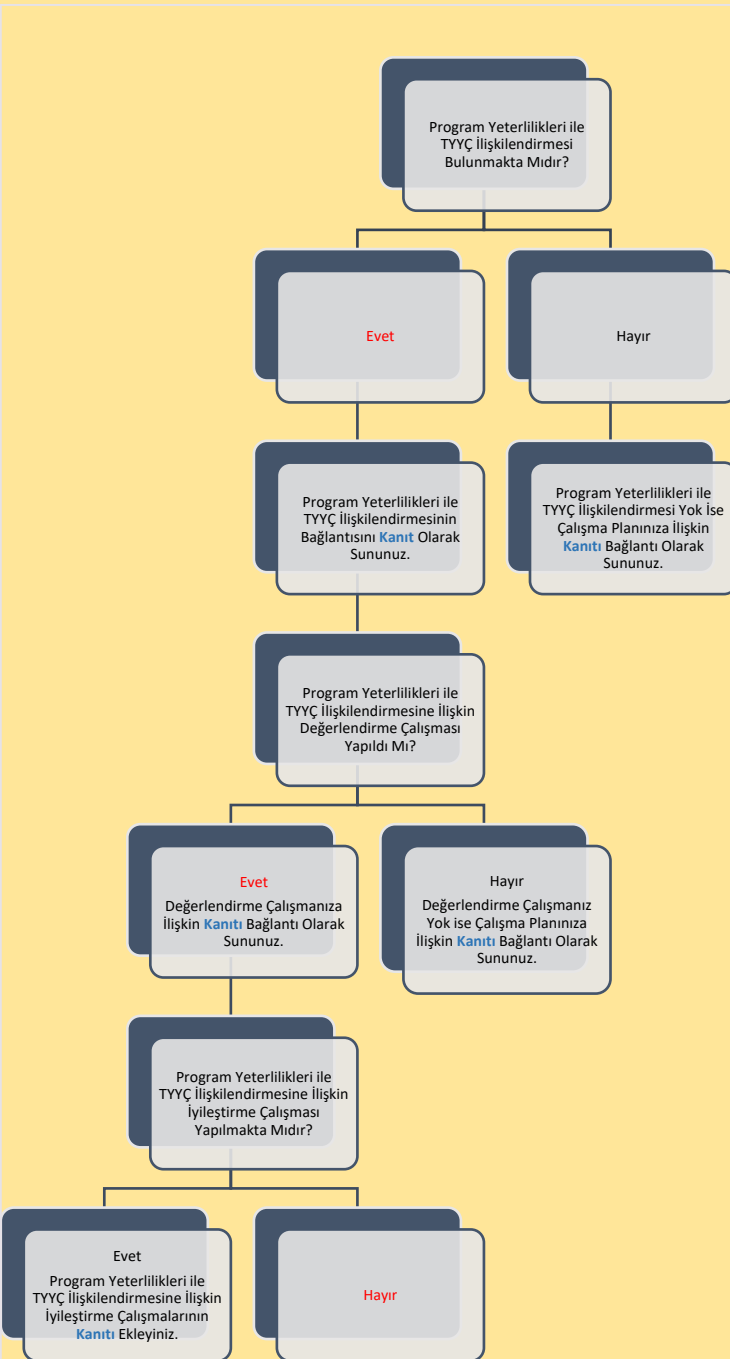 Program Yeterlilikleri ile
TYYÇ İlişkilendirmesi
Bulunmakta Mıdır?
Evet
Hayır
Program Yeterlilikleri ile
TYYÇ İlişkilendirmesinin
Bağlantısını Kanıt Olarak
Sununuz.
Program Yeterlilikleri ile
TYYÇ İlişkilendirmesi Yok İse
Çalışma Planınıza İlişkin
Kanıtı Bağlantı Olarak
Sununuz.
Program Yeterlilikleri ile
TYYÇ İlişkilendirmesine İlişkin
Değerlendirme Çalışması
Yapıldı Mı?
Evet
Değerlendirme Çalışmanıza
İlişkin Kanıtı Bağlantı Olarak
Sununuz.
Hayır
Değerlendirme Çalışmanız
Yok ise Çalışma Planınıza
İlişkin Kanıtı Bağlantı Olarak
Sununuz.
Program Yeterlilikleri ile
TYYÇ İlişkilendirmesine İlişkin
İyileştirme Çalışması
Yapılmakta Mıdır?
Evet
Program Yeterlilikleri ile
TYYÇ İlişkilendirmesine İlişkin
İyileştirme Çalışmalarının
Kanıtı Ekleyiniz.
Hayır